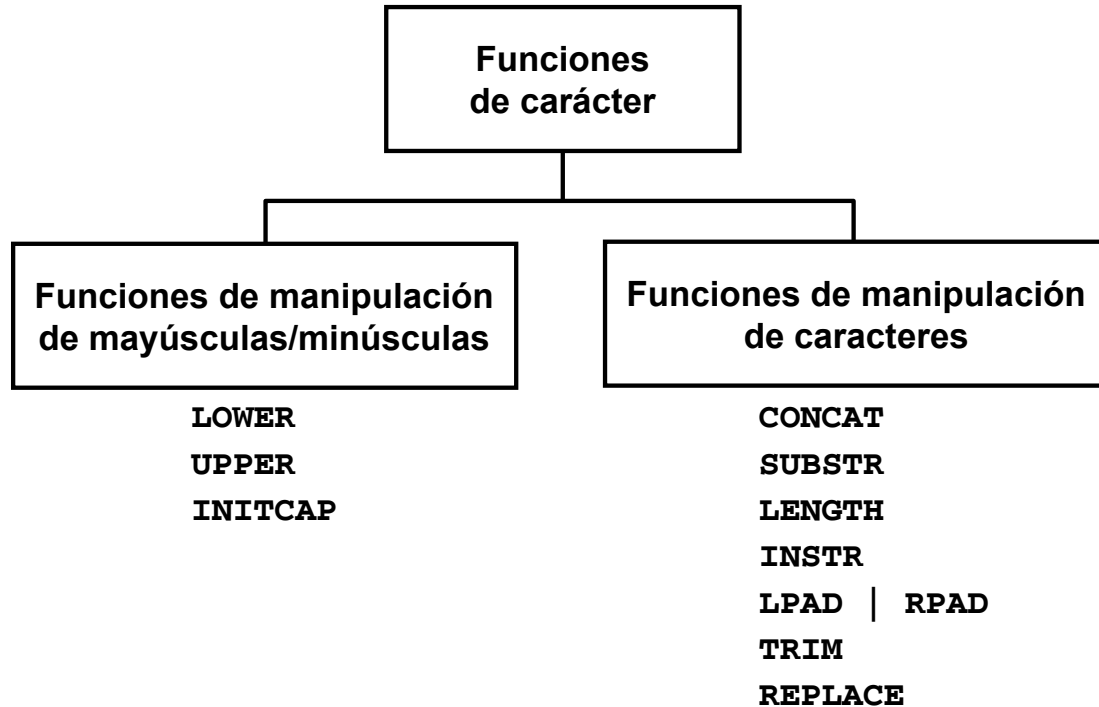 Funciones
de carácter
Funciones de manipulación
de mayúsculas/minúsculas
LOWER
UPPER
INITCAP
Funciones de manipulación
de caracteres
CONCAT
SUBSTR
LENGTH
INSTR
LPAD | RPAD
TRIM
REPLACE